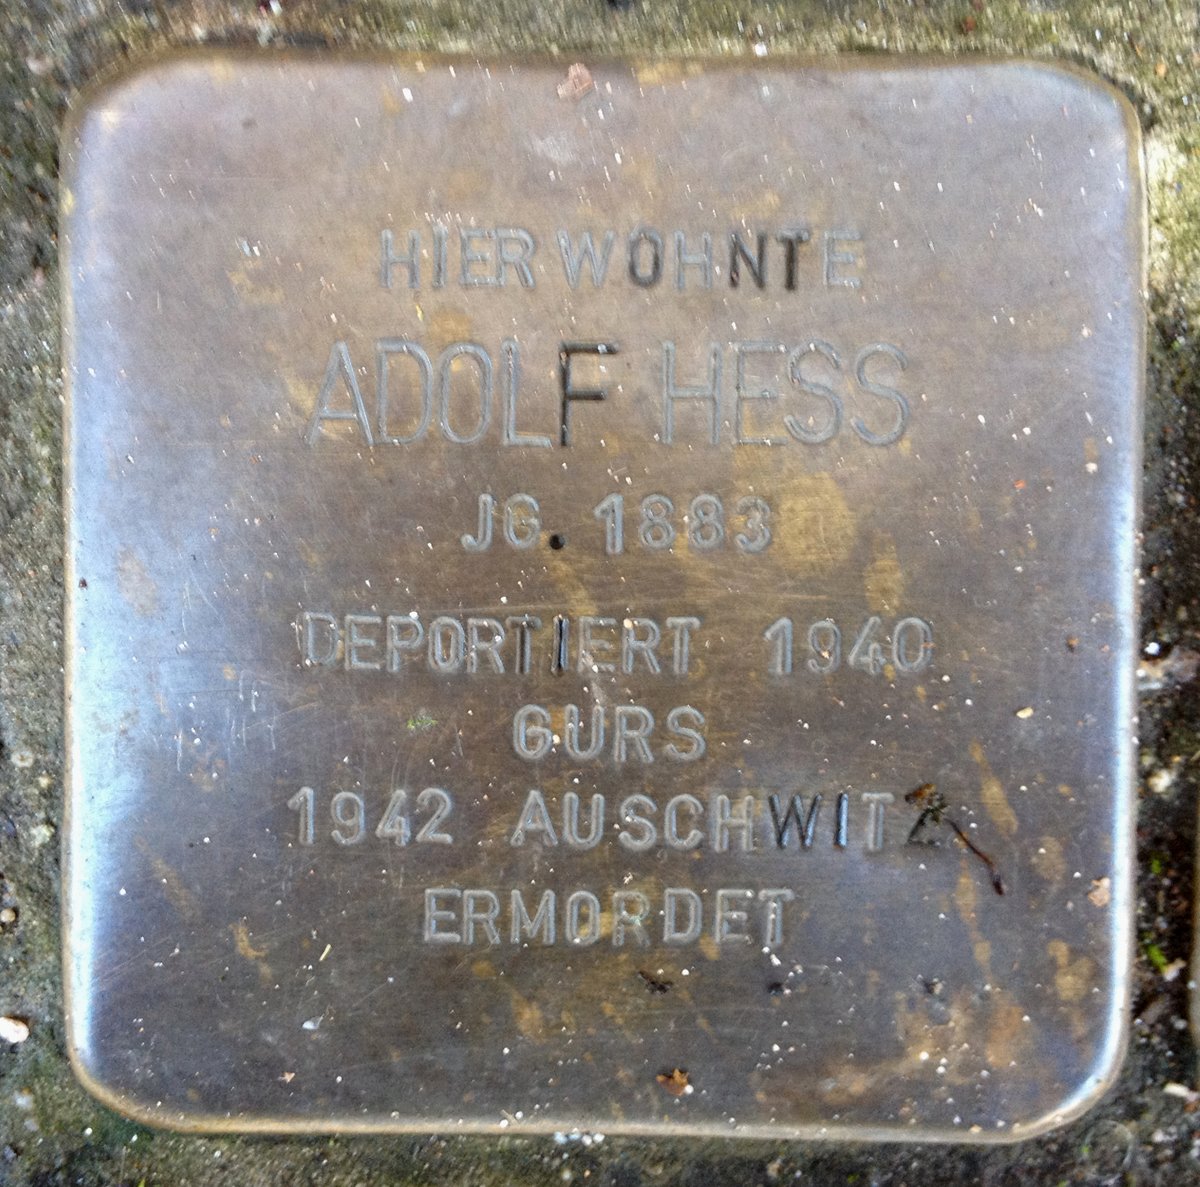 HIER WOHNTE
ADOLF HESS
JG. 1883
DEPORTIERT 1940
GURS
1942 AUSCHWITZ
ERMORDET